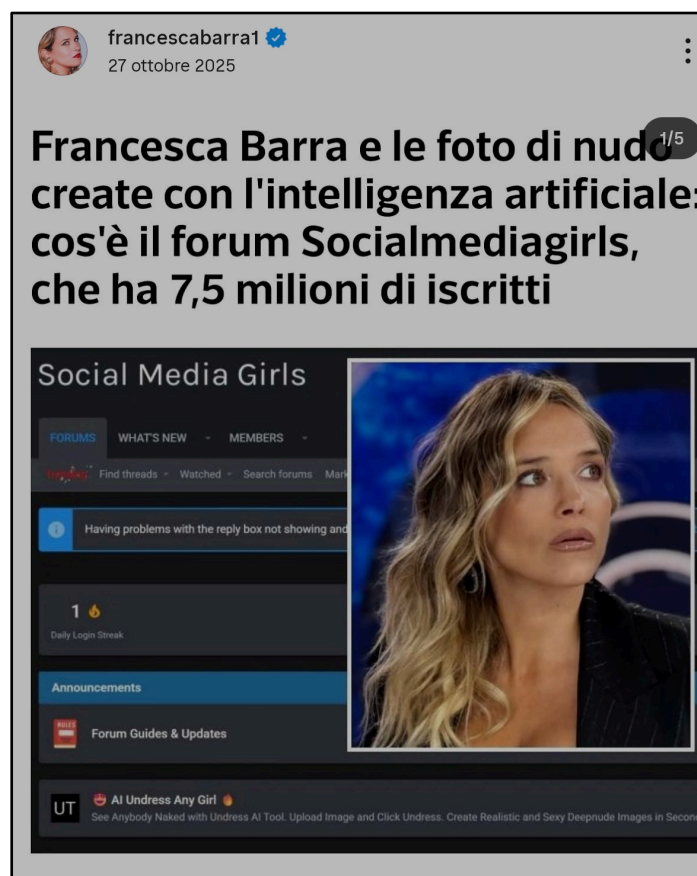 francescabarra1
27 ottobre 2025
1/5
Francesca Barra e le foto di nudo
create con l'intelligenza artificiale:
cos'è il forum Socialmediagirls,
che ha 7,5 milioni di iscritti
Social Media Girls
FORUMS WHAT'S NEW MEMBERS
Find threads Watched Search forums Mark
Having problems with the reply box not showing and
1
Daily Login Streak
Announcements
RULES
Forum Guides & Updates
UT
AI Undress Any Girl
See Anybody Naked with Undress AI Tool. Upload Image and Click Undress. Create Realistic and Sexy Deepnude Images in Secon